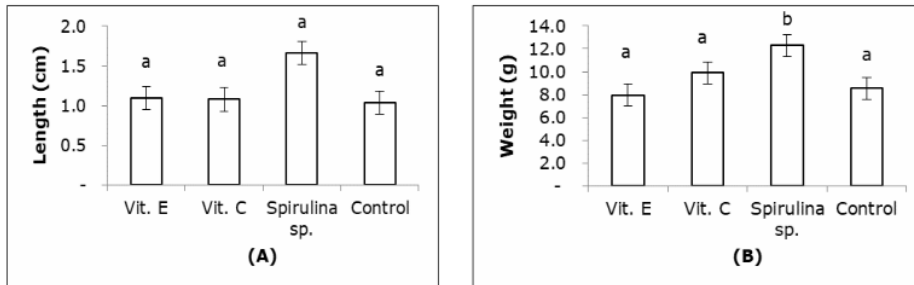 2.0
1.5
1.0
0.5
-
Length (cm)
a
a
a
a
Vit. E
Vit. C
Spirulina
sp.
Control
(A)
14.0
12.0
10.0
8.0
6.0
4.0
2.0
-
Weight (g)
a
a
b
a
Vit. E
Vit. C
Spirulina
sp.
Control
(B)